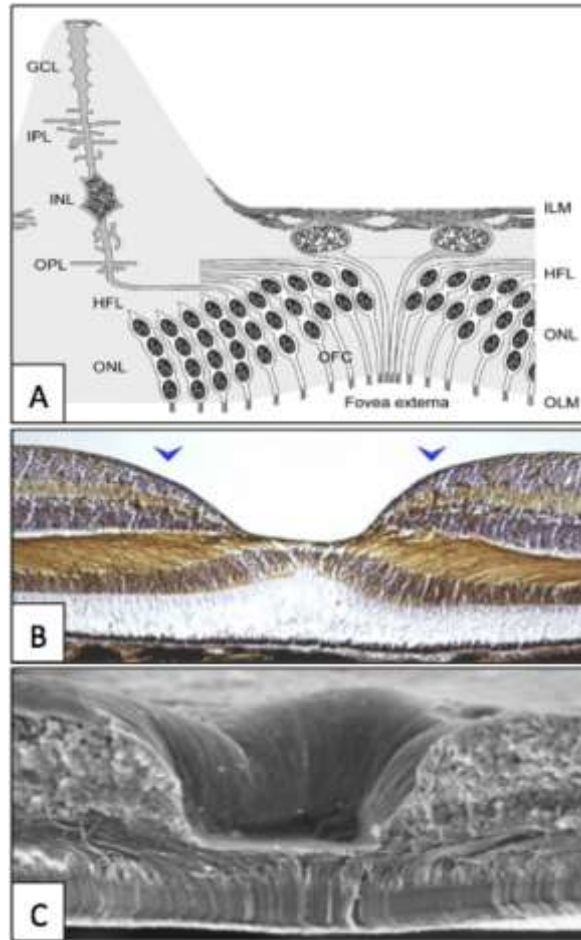 GCL
IPL
INL
OPL
HFL
ONL
OFC
Fovea externa
ILM
HFL
ONL
OLM
A
B
C